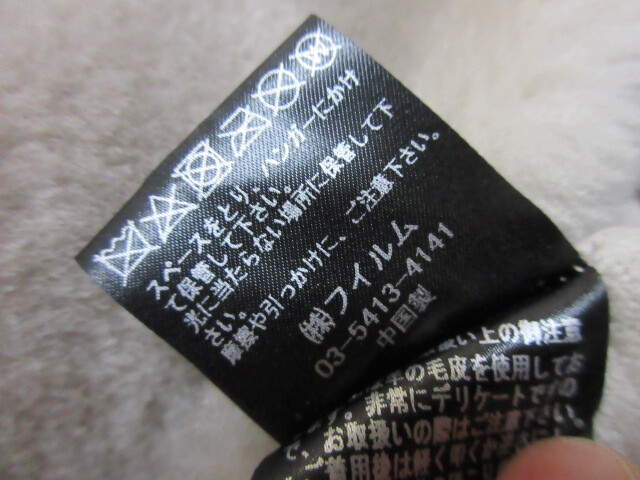 スペースをとり、ハンガーにかけ
て保管して下さい。
光に当たらない場所に保管して下
さい。
摩擦や引っかけに、ご注意下さい。
㈱フイルム
03-5413-4141
中国製
扱い上の御注意
の毛皮を使用してお
非常にデリケートですの
、お取扱いの際はご注意下さい。
着用後は軽く